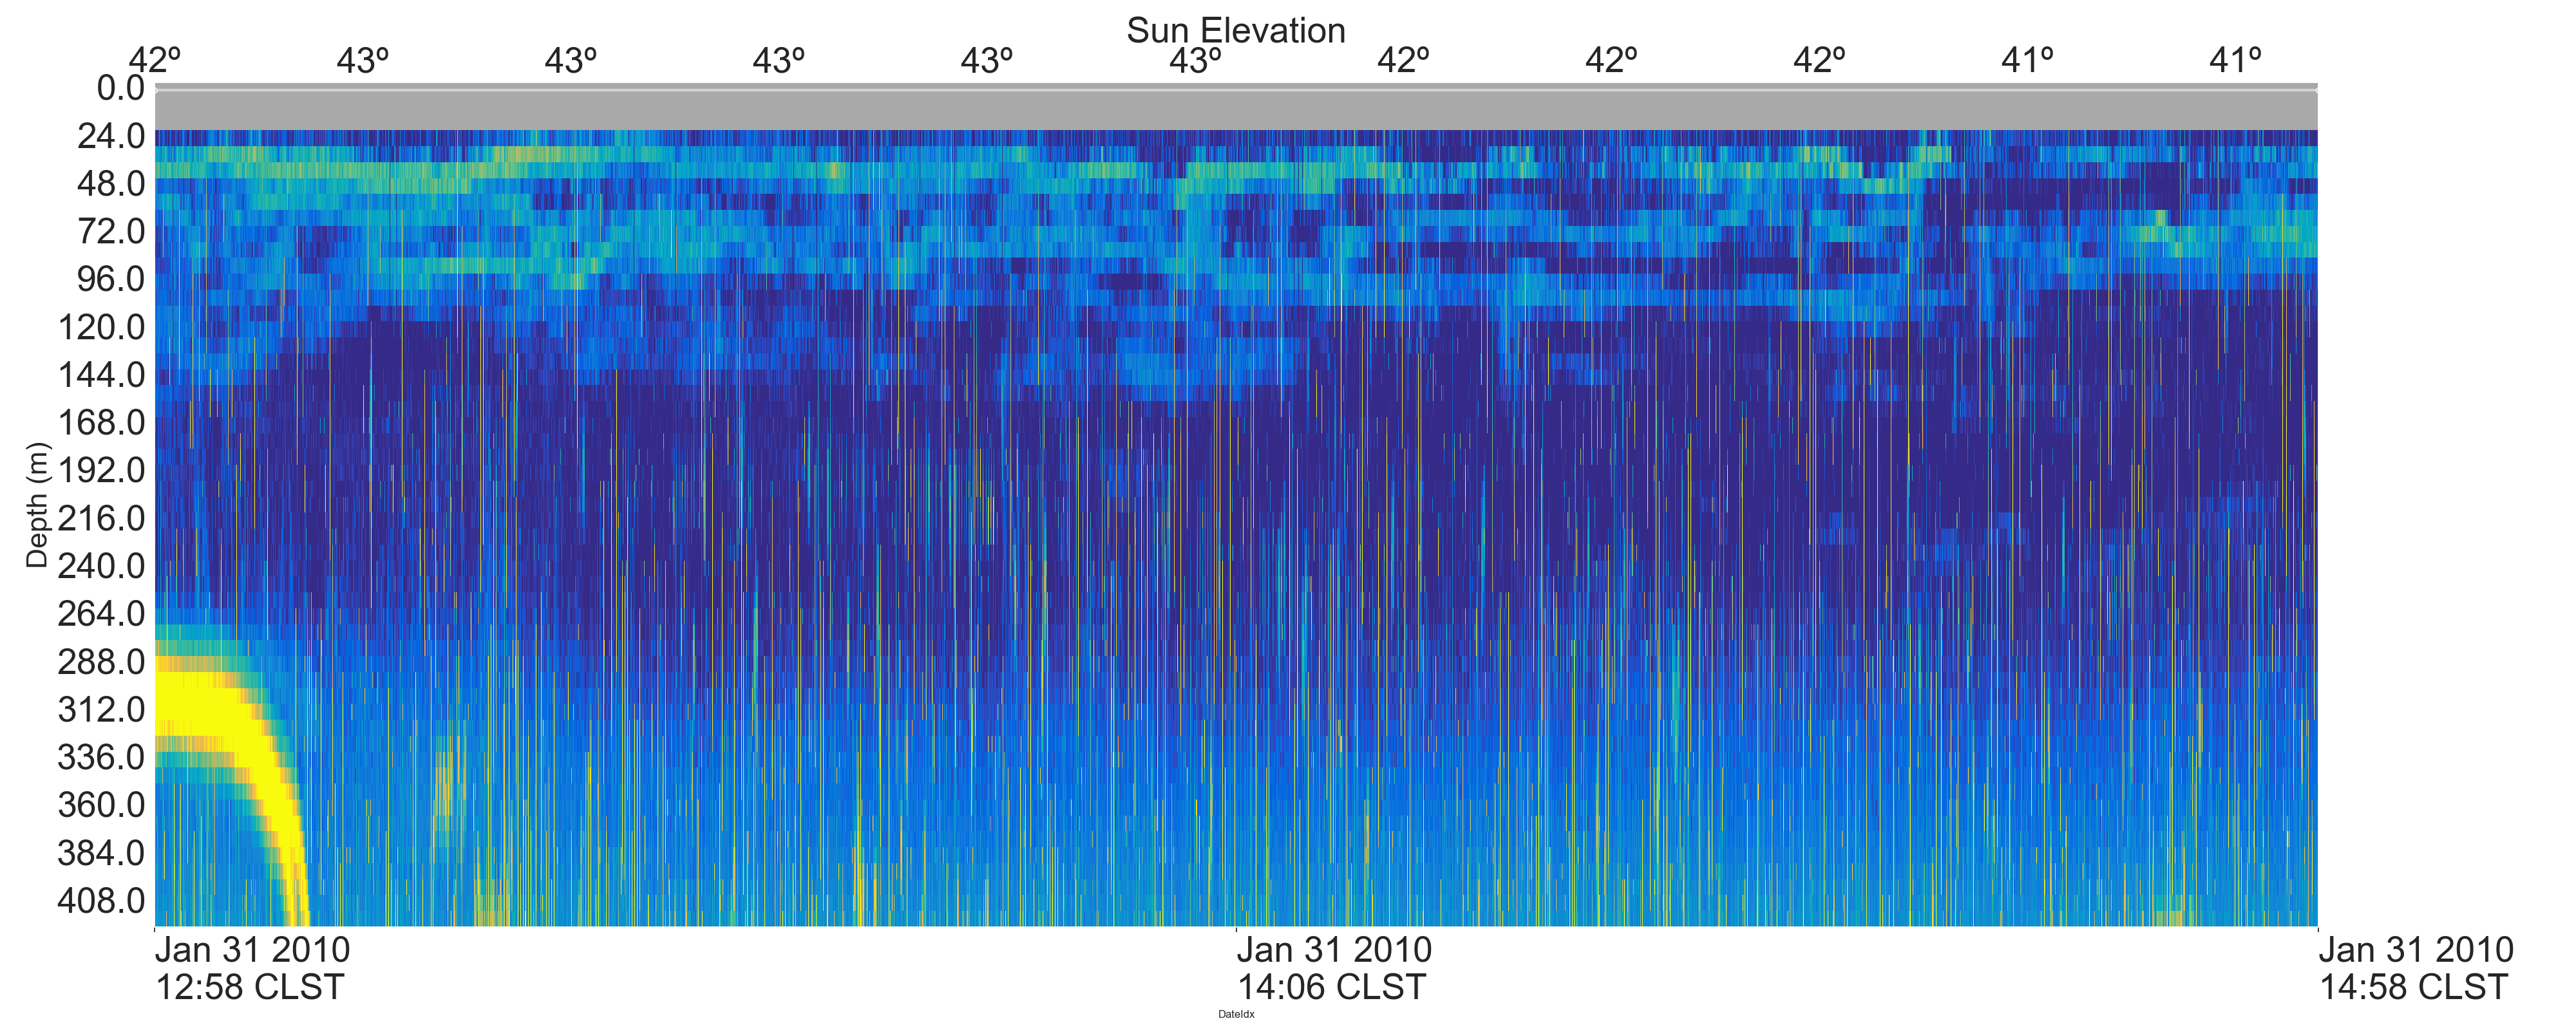 Sun Elevation
42º 43º 43º 43º 43º 43º 42º 42º 42º 41º 41º
0.0
24.0
48.0
72.0
96.0
120.0
144.0
168.0
192.0
216.0
240.0
264.0
288.0
312.0
336.0
360.0
384.0
408.0
Depth (m)
Jan 31 2010
12:58 CLST
Jan 31 2010
14:06 CLST
Jan 31 2010
14:58 CLST
DateIdx